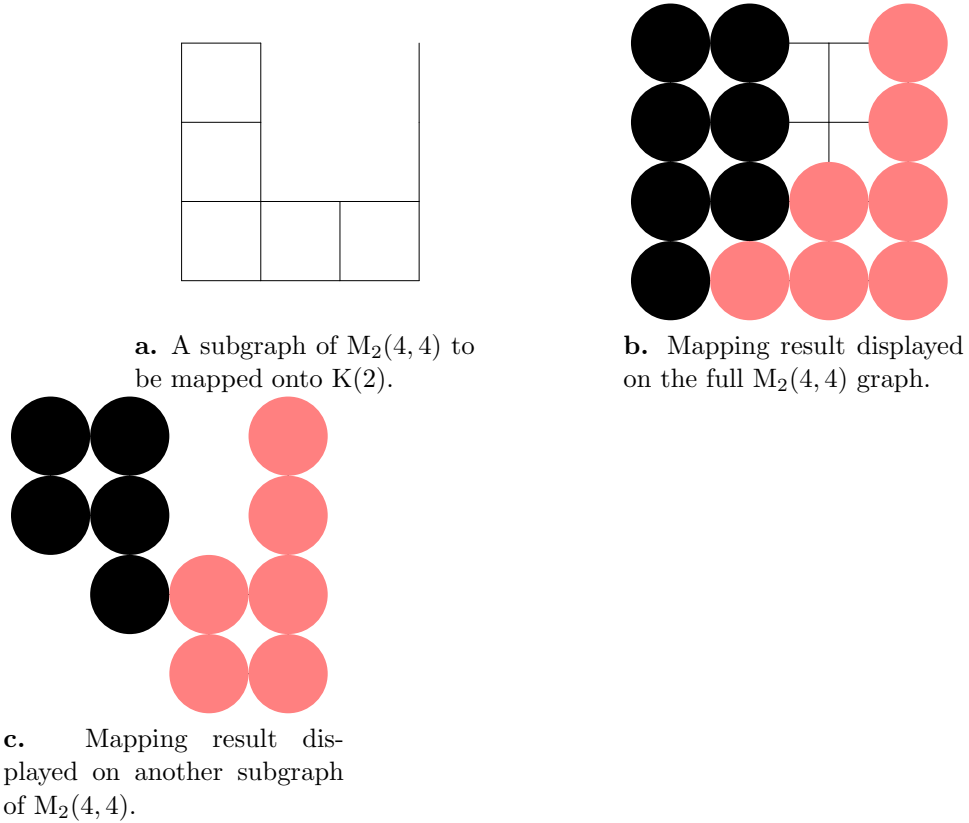 a. A subgraph of M₂(4, 4) to
be mapped onto K(2).
b. Mapping result displayed
on the full M₂(4, 4) graph.
c. Mapping result dis-
played on another subgraph
of M₂(4, 4).